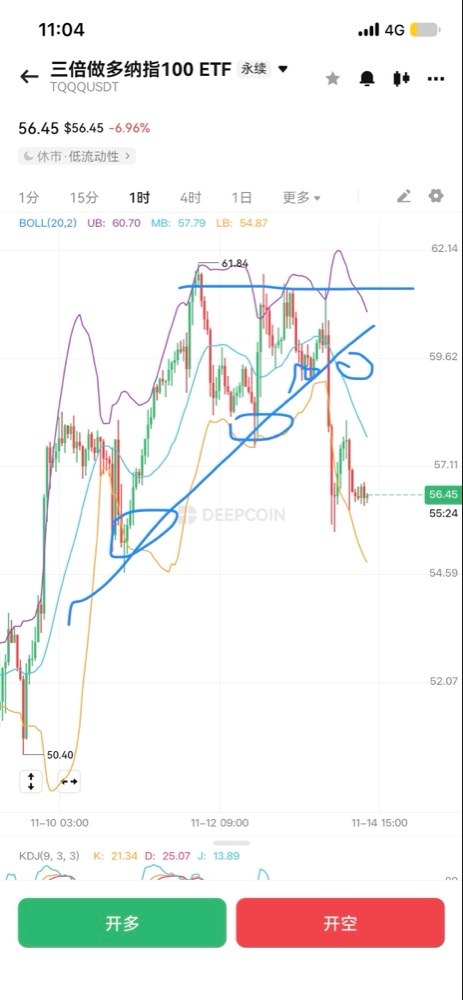 11:04
4G
三倍做多纳指100 ETF 永续
TQQQUSDT
56.45 $56.45 -6.96%
休市·低流动性
1分 15分 1时 4时 1日 更多
BOLL(20,2) UB: 60.70 MB: 57.79 LB: 54.87
62.14
61.84
59.62
57.11
56.45
55:24
DEEPCOIN
54.59
52.07
50.40
11-10 03:00 11-12 09:00 11-14 15:00
KDJ(9, 3, 3) K: 21.34 D: 25.07 J: 13.89
开多 开空